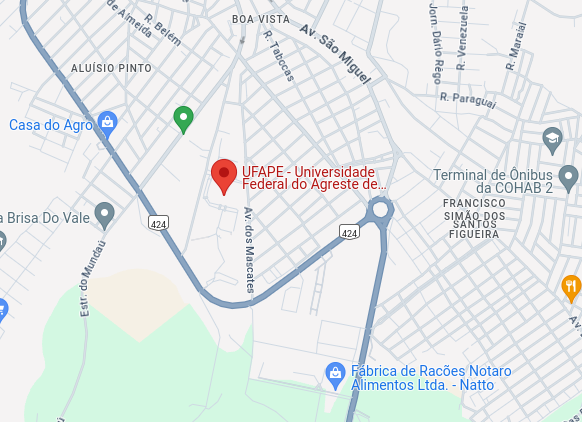 de Almeida
R. Belém
BOA VISTA
R. Tabocas
Av. São Miguel
Jorn. Dário Rêgo
R. Venezuela
R. Maraial
ALUÍSIO PINTO
R. Paraguai
Casa do Agro
UFAPE - Universidade
Federal do Agreste de...
Terminal de Ônibus
da COHAB 2
FRANCISCO
SIMÃO DOS
SANTOS
FIGUEIRA
a Brisa Do Vale
424
424
Av. dos Mascates
Estr. do Mundaú
Av.
Fábrica de Racões Notaro
Alimentos Ltda. - Natto